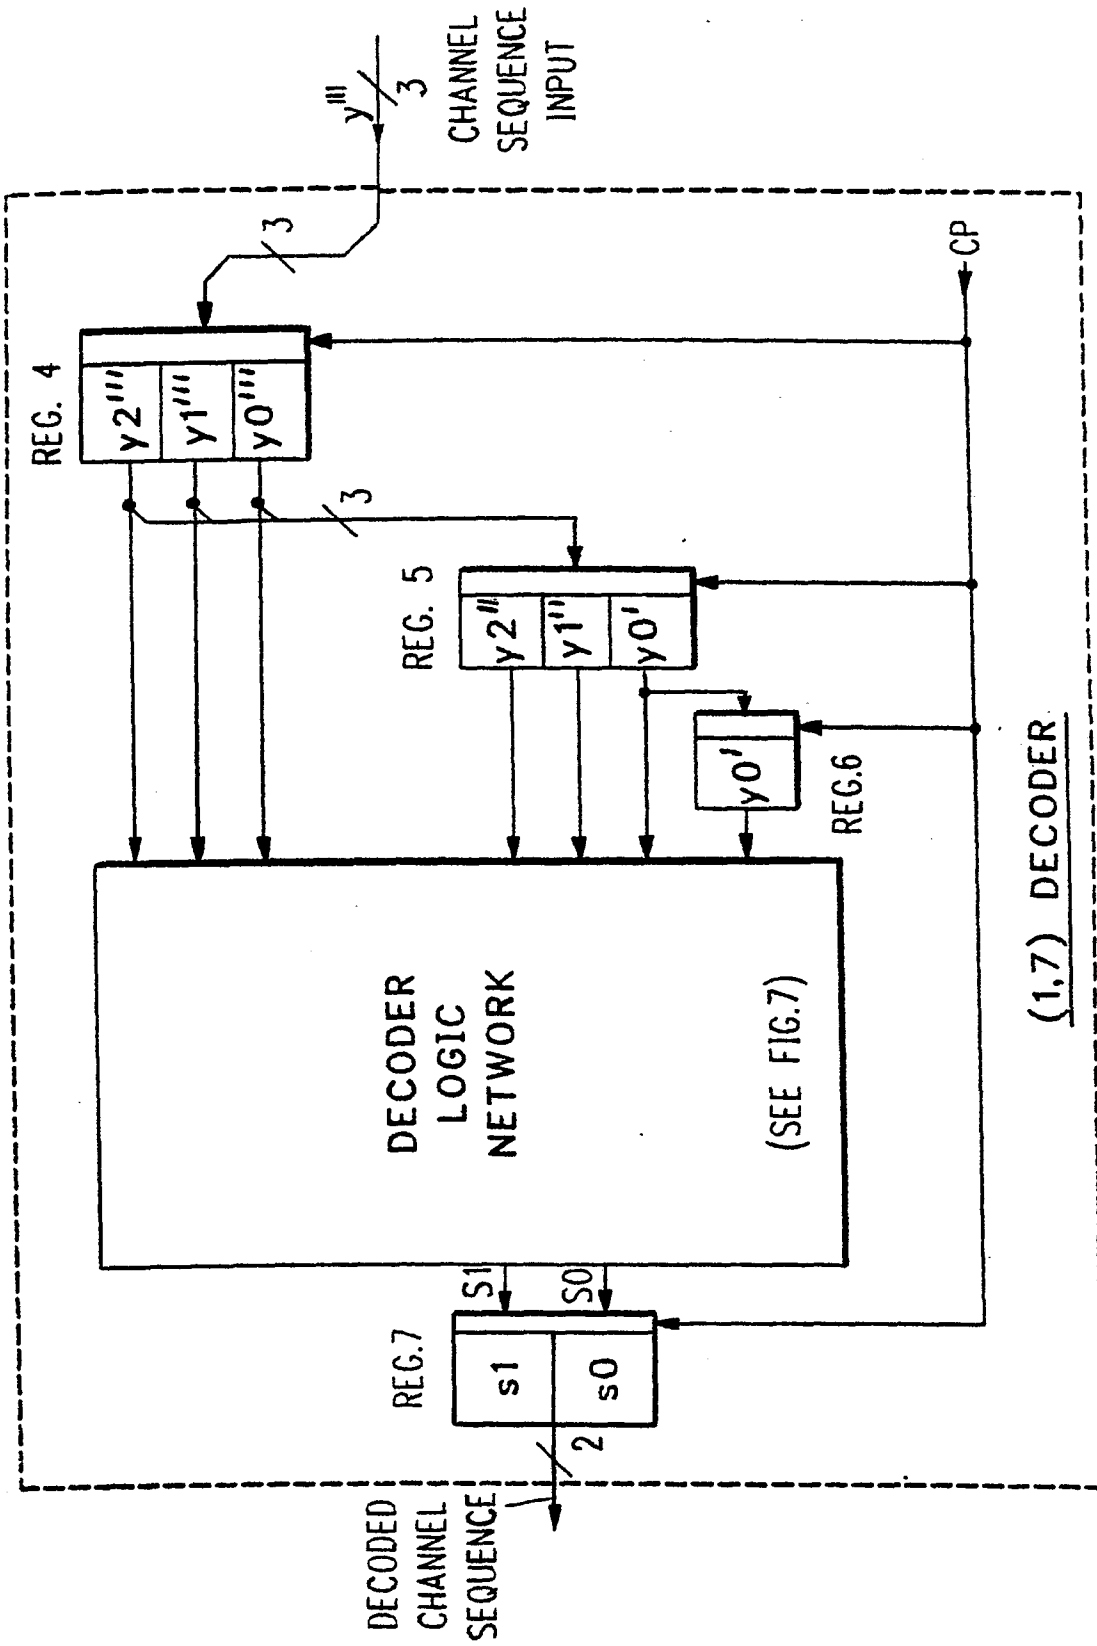 y'''
3
CHANNEL
SEQUENCE
INPUT
3
REG. 4
y2'''
y1'''
y0'''
3
REG. 5
y2''
y1''
y0'
y0'
REG.6
CP
DECODER
LOGIC
NETWORK
(SEE FIG.7)
S1
S0
REG.7
s1
s0
2
DECODED
CHANNEL
SEQUENCE
(1,7) DECODER